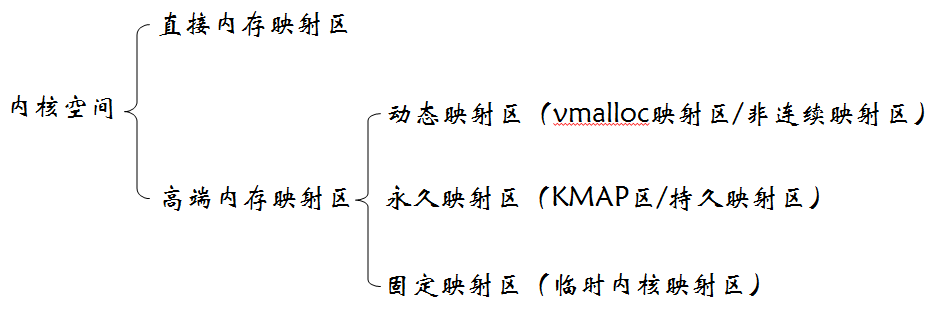 直接内存映射区
内核空间
动态映射区（vmalloc映射区/非连续映射区）
高端内存映射区
永久映射区（KMAP区/持久映射区）
固定映射区（临时内核映射区）